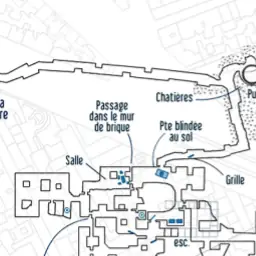 Chatières
Passage
dans le mur
de brique
Pte blindée
au sol
Salle
Grille
esc.